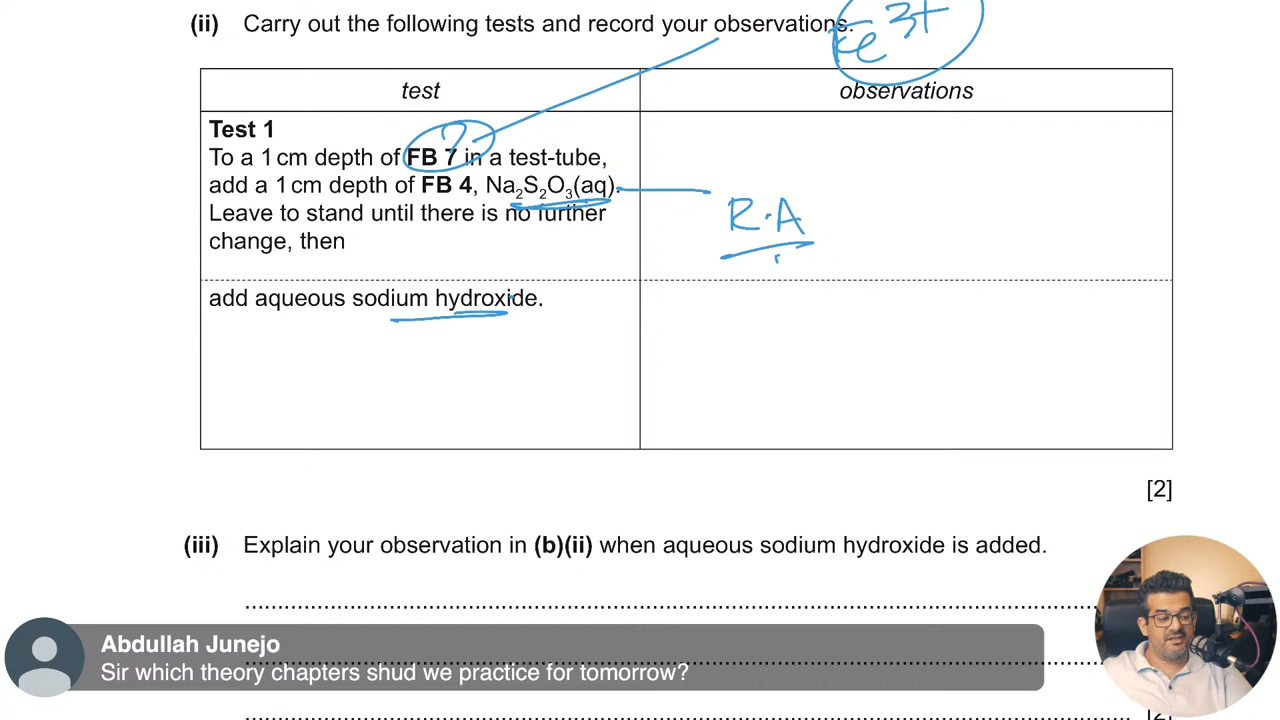 (ii) Carry out the following tests and record your observations.
Fe3+
test
observations
Test 1
To a 1 cm depth of FB 7 in a test-tube,
?
add a 1 cm depth of FB 4, Na2S2O3(aq).
Leave to stand until there is no further
change, then
R.A
add aqueous sodium hydroxide.
[2]
(iii) Explain your observation in (b)(ii) when aqueous sodium hydroxide is added.
Abdullah Junejo
Sir which theory chapters shud we practice for tomorrow?
[2]